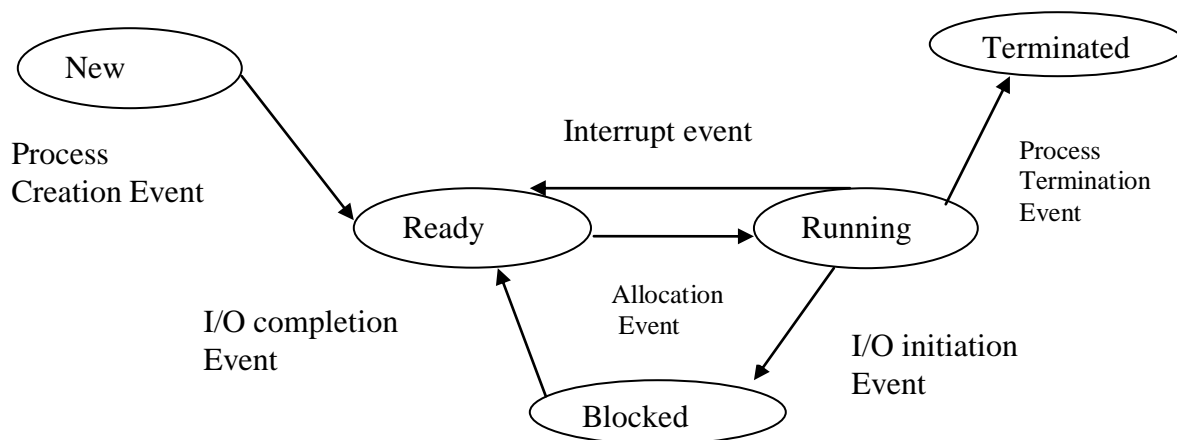 Terminated
New
Interrupt event
Process
Creation Event
Process
Termination
Event
Ready
Running
Allocation
Event
I/O completion
Event
I/O initiation
Event
Blocked